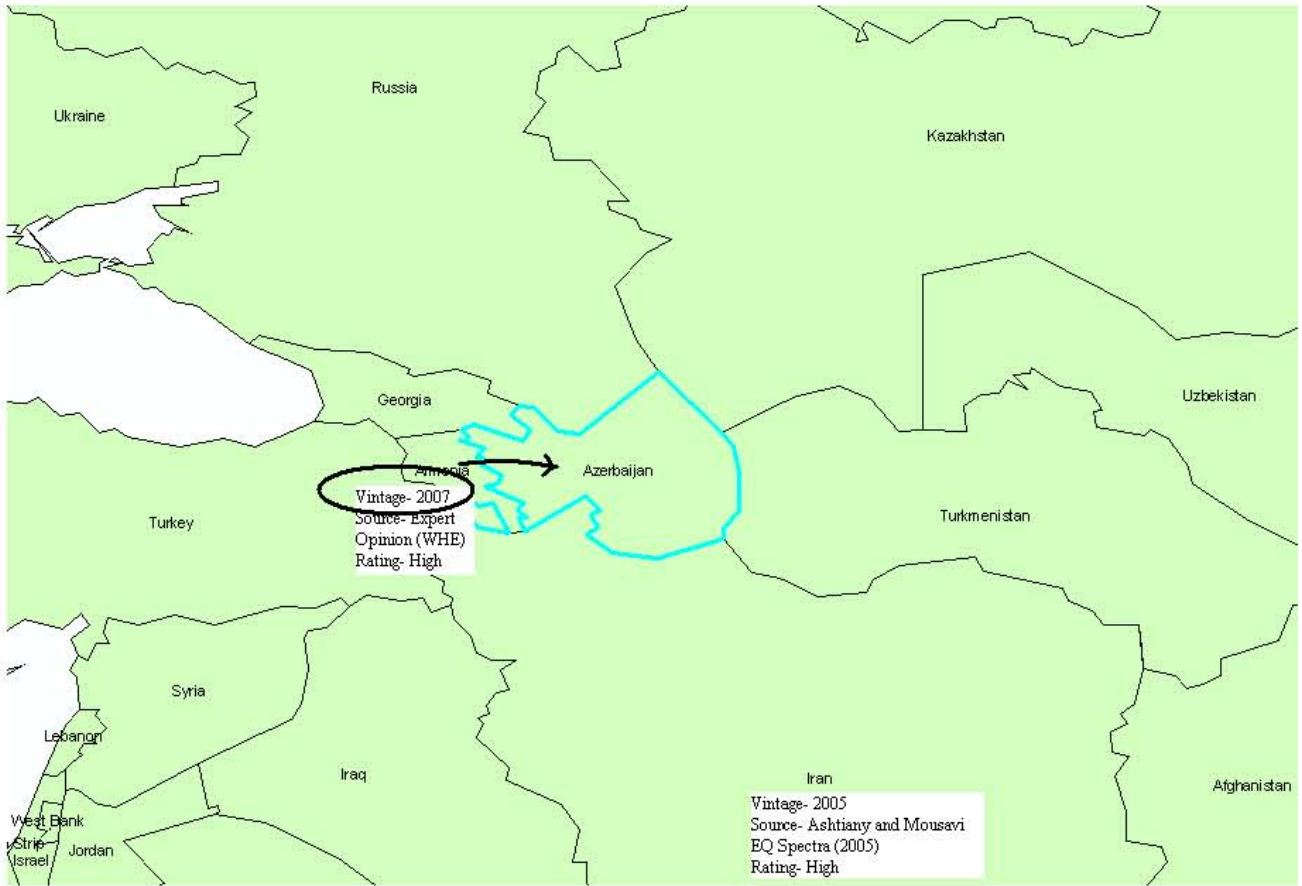 Russia
Ukraine
Kazakhstan
Georgia
Uzbekistan
Armenia
Azerbaijan
Vintage- 2007
Source- Expert
Opinion (WHE)
Rating- High
Turkey
Turkmenistan
Syria
Lebanon
Iraq
Iran
Afghanistan
Vintage- 2005
Source- Ashtiany and Mousavi
EQ Spectra (2005)
Rating- High
West Bank
Strip
Israel
Jordan